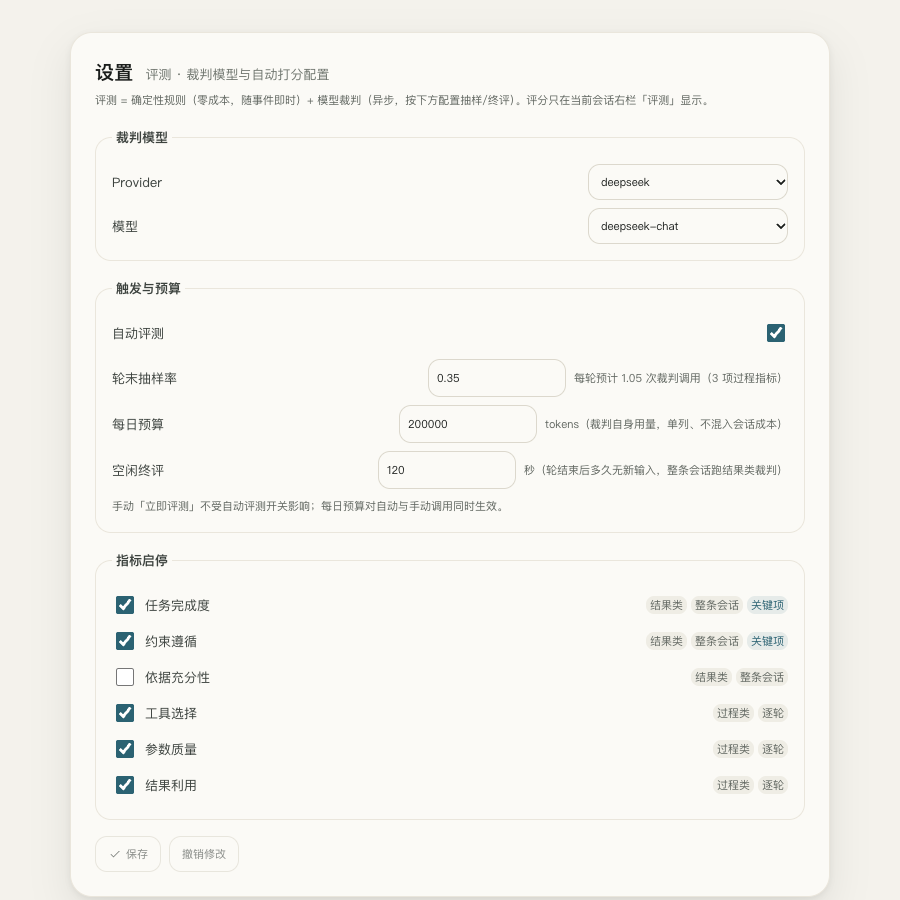 设置 评测 · 裁判模型与自动打分配置
评测 = 确定性规则（零成本，随事件即时）+ 模型裁判（异步，按下方配置抽样/终评）。评分只在当前会话右栏「评测」显示。
裁判模型
Provider deepseek
模型 deepseek-chat
触发与预算
自动评测
轮末抽样率 0.35 每轮预计 1.05 次裁判调用（3 项过程指标）
每日预算 200000 tokens（裁判自身用量，单列、不混入会话成本）
空闲终评 120 秒（轮结束后多久无新输入，整条会话跑结果类裁判）
手动「立即评测」不受自动评测开关影响；每日预算对自动与手动调用同时生效。
指标启停
任务完成度 结果类 整条会话 关键项
约束遵循 结果类 整条会话 关键项
依据充分性 结果类 整条会话
工具选择 过程类 逐轮
参数质量 过程类 逐轮
结果利用 过程类 逐轮
保存 撤销修改